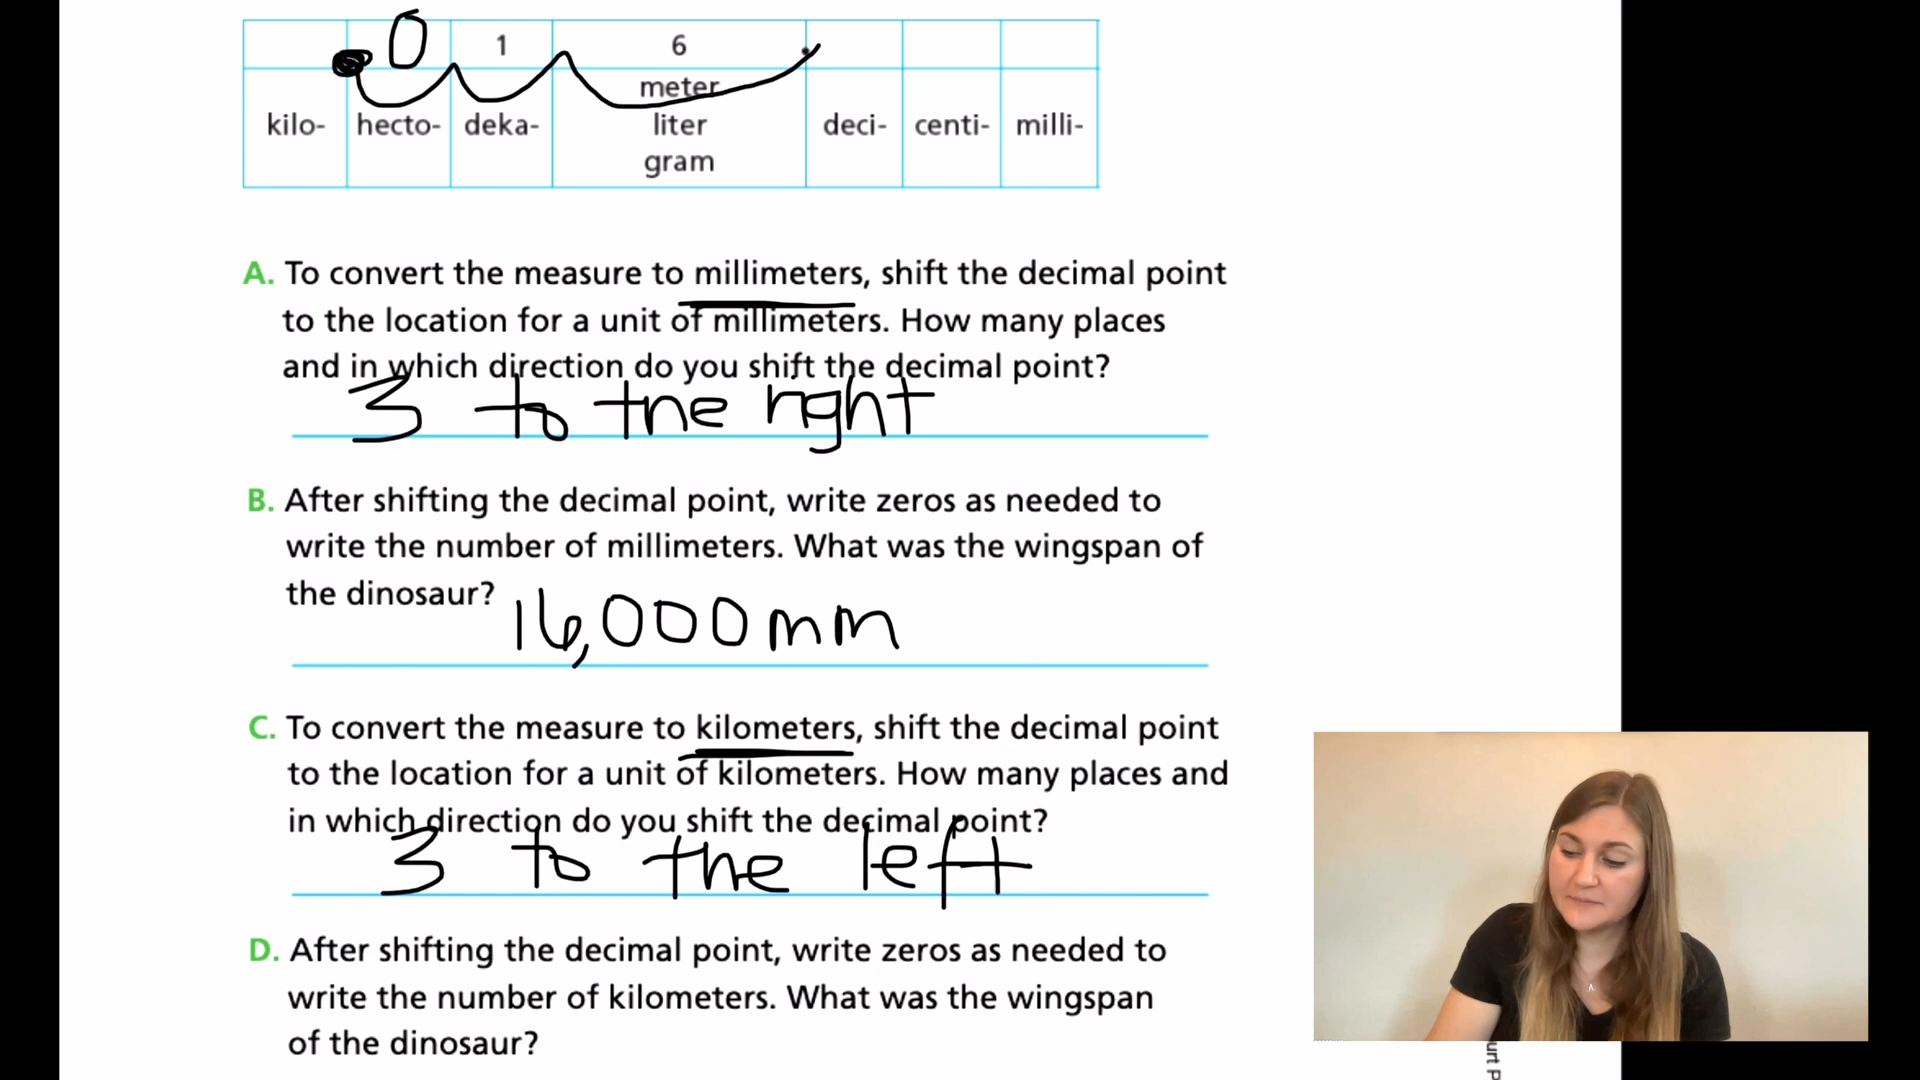 0 1 6 .
meter
kilo- hecto- deka- liter deci- centi- milli-
gram
A. To convert the measure to millimeters, shift the decimal point
to the location for a unit of millimeters. How many places
and in which direction do you shift the decimal point?
3 to the right
B. After shifting the decimal point, write zeros as needed to
write the number of millimeters. What was the wingspan of
the dinosaur?
16,000mm
C. To convert the measure to kilometers, shift the decimal point
to the location for a unit of kilometers. How many places and
in which direction do you shift the decimal point?
3 to the left
D. After shifting the decimal point, write zeros as needed to
write the number of kilometers. What was the wingspan
of the dinosaur?
urt P